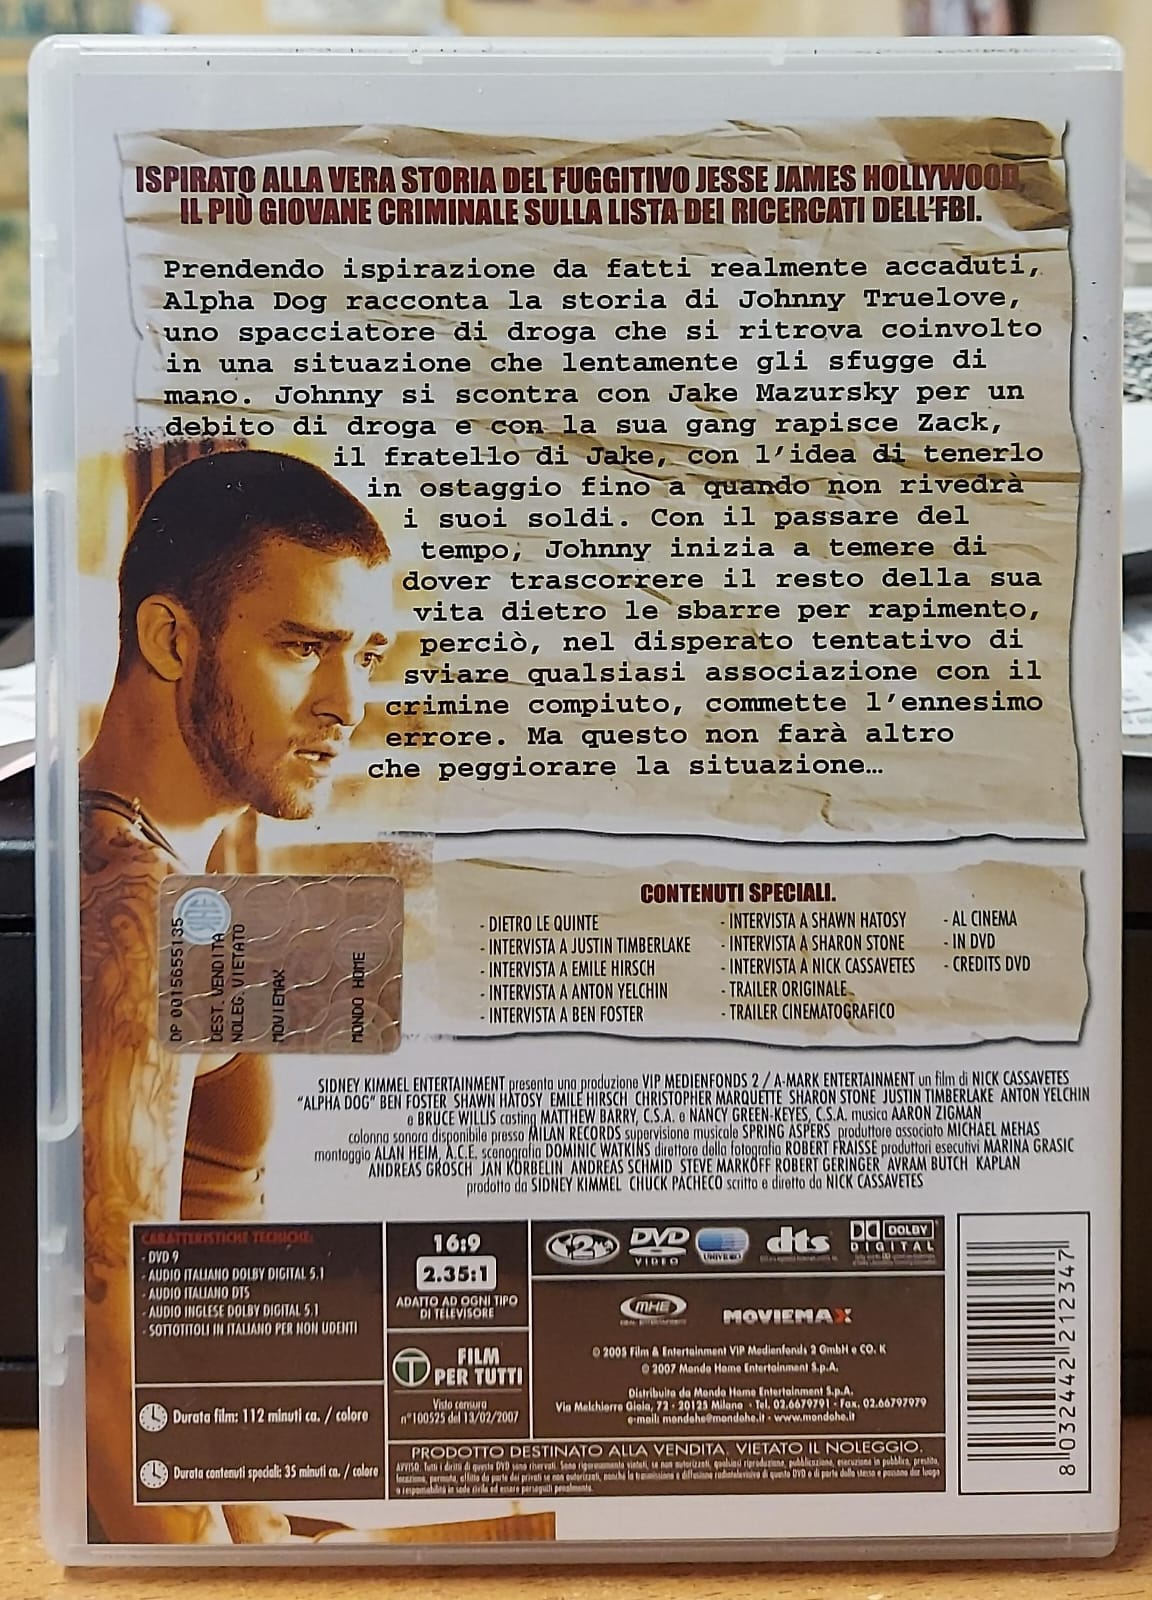 ISPIRATO ALLA VERA STORIA DEL FUGGITIVO JESSE JAMES HOLLYWOOD,
IL PIÙ GIOVANE CRIMINALE SULLA LISTA DEI RICERCATI DELL'FBI.
Prendendo ispirazione da fatti realmente accaduti,
Alpha Dog racconta la storia di Johnny Truelove,
uno spacciatore di droga che si ritrova coinvolto
in una situazione che lentamente gli sfugge di
mano. Johnny si scontra con Jake Mazursky per un
debito di droga e con la sua gang rapisce Zack,
il fratello di Jake, con l'idea di tenerlo
in ostaggio fino a quando non rivedrà
i suoi soldi. Con il passare del
tempo, Johnny inizia a temere di
dover trascorrere il resto della sua
vita dietro le sbarre per rapimento,
perciò, nel disperato tentativo di
sviare qualsiasi associazione con il
crimine compiuto, commette l'ennesimo
errore. Ma questo non farà altro
che peggiorare la situazione…
DP 0015655135
DEST. VENDITA
NOLEG. VIETATO
MOVIEMAX
MONDO HOME
CONTENUTI SPECIALI.
- DIETRO LE QUINTE
- INTERVISTA A JUSTIN TIMBERLAKE
- INTERVISTA A EMILE HIRSCH
- INTERVISTA A ANTON YELCHIN
- INTERVISTA A BEN FOSTER
- INTERVISTA A SHAWN HATOSY
- INTERVISTA A SHARON STONE
- INTERVISTA A NICK CASSAVETES
- TRAILER ORIGINALE
- TRAILER CINEMATOGRAFICO
- AL CINEMA
- IN DVD
- CREDITS DVD
SIDNEY KIMMEL ENTERTAINMENT presenta una produzione VIP MEDIENFONDS 2 / A-MARK ENTERTAINMENT un film di NICK CASSAVETES
"ALPHA DOG" BEN FOSTER SHAWN HATOSY EMILE HIRSCH CHRISTOPHER MARQUETTE SHARON STONE JUSTIN TIMBERLAKE ANTON YELCHIN
e BRUCE WILLIS casting MATTHEW BARRY, C.S.A. e NANCY GREEN-KEYES, C.S.A. musica AARON ZIGMAN
colonna sonora disponibile presso MILAN RECORDS supervisione musicale SPRING ASPERS produttore associato MICHAEL MEHAS
montaggio ALAN HEIM, A.C.E. scenografia DOMINIC WATKINS direttore della fotografia ROBERT FRAISSE produttori esecutivi MARINA GRASIC
ANDREAS GROSCH JAN KÖRBELIN ANDREAS SCHMID STEVE MARKOFF ROBERT GERINGER AVRAM BUTCH KAPLAN
prodotto da SIDNEY KIMMEL CHUCK PACHECO scritto e diretto da NICK CASSAVETES
CARATTERISTICHE TECNICHE:
- DVD 9
- AUDIO ITALIANO DOLBY DIGITAL 5.1
- AUDIO ITALIANO DTS
- AUDIO INGLESE DOLBY DIGITAL 5.1
- SOTTOTITOLI IN ITALIANO PER NON UDENTI
Durata film: 112 minuti ca. / colore
Durata contenuti speciali: 35 minuti ca. / colore
16:9
2.35:1
ADATTO AD OGNI TIPO
DI TELEVISORE
T FILM
PER TUTTI
Visto censura
n°100525 del 13/02/2007
2
DVD
VIDEO
UNIVIDEO
dts
DOLBY
DIGITAL
MHE
MOVIEMAX
© 2005 Film & Entertainment VIP Medienfonds 2 GmbH e CO. K
© 2007 Mondo Home Entertainment S.p.A.
Distribuito da Mondo Home Entertainment S.p.A.
Via Melchiorre Gioia, 72 - 20125 Milano - Tel. 02.6679791 - Fax. 02.66797979
e-mail: mondohe@mondohe.it - www.mondohe.it
PRODOTTO DESTINATO ALLA VENDITA. VIETATO IL NOLEGGIO.
8 032442 212347